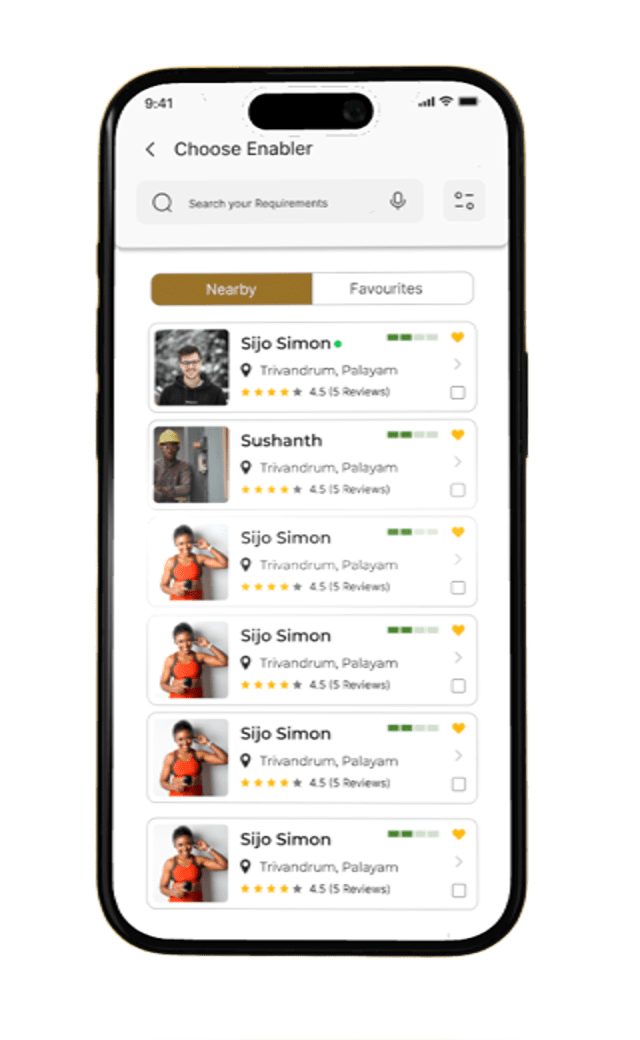 9:41
Choose Enabler
Search your Requirements
Nearby Favourites
Sijo Simon
Trivandrum, Palayam
4.5 (5 Reviews)
Sushanth
Trivandrum, Palayam
4.5 (5 Reviews)
Sijo Simon
Trivandrum, Palayam
4.5 (5 Reviews)
Sijo Simon
Trivandrum, Palayam
4.5 (5 Reviews)
Sijo Simon
Trivandrum, Palayam
4.5 (5 Reviews)
Sijo Simon
Trivandrum, Palayam
4.5 (5 Reviews)